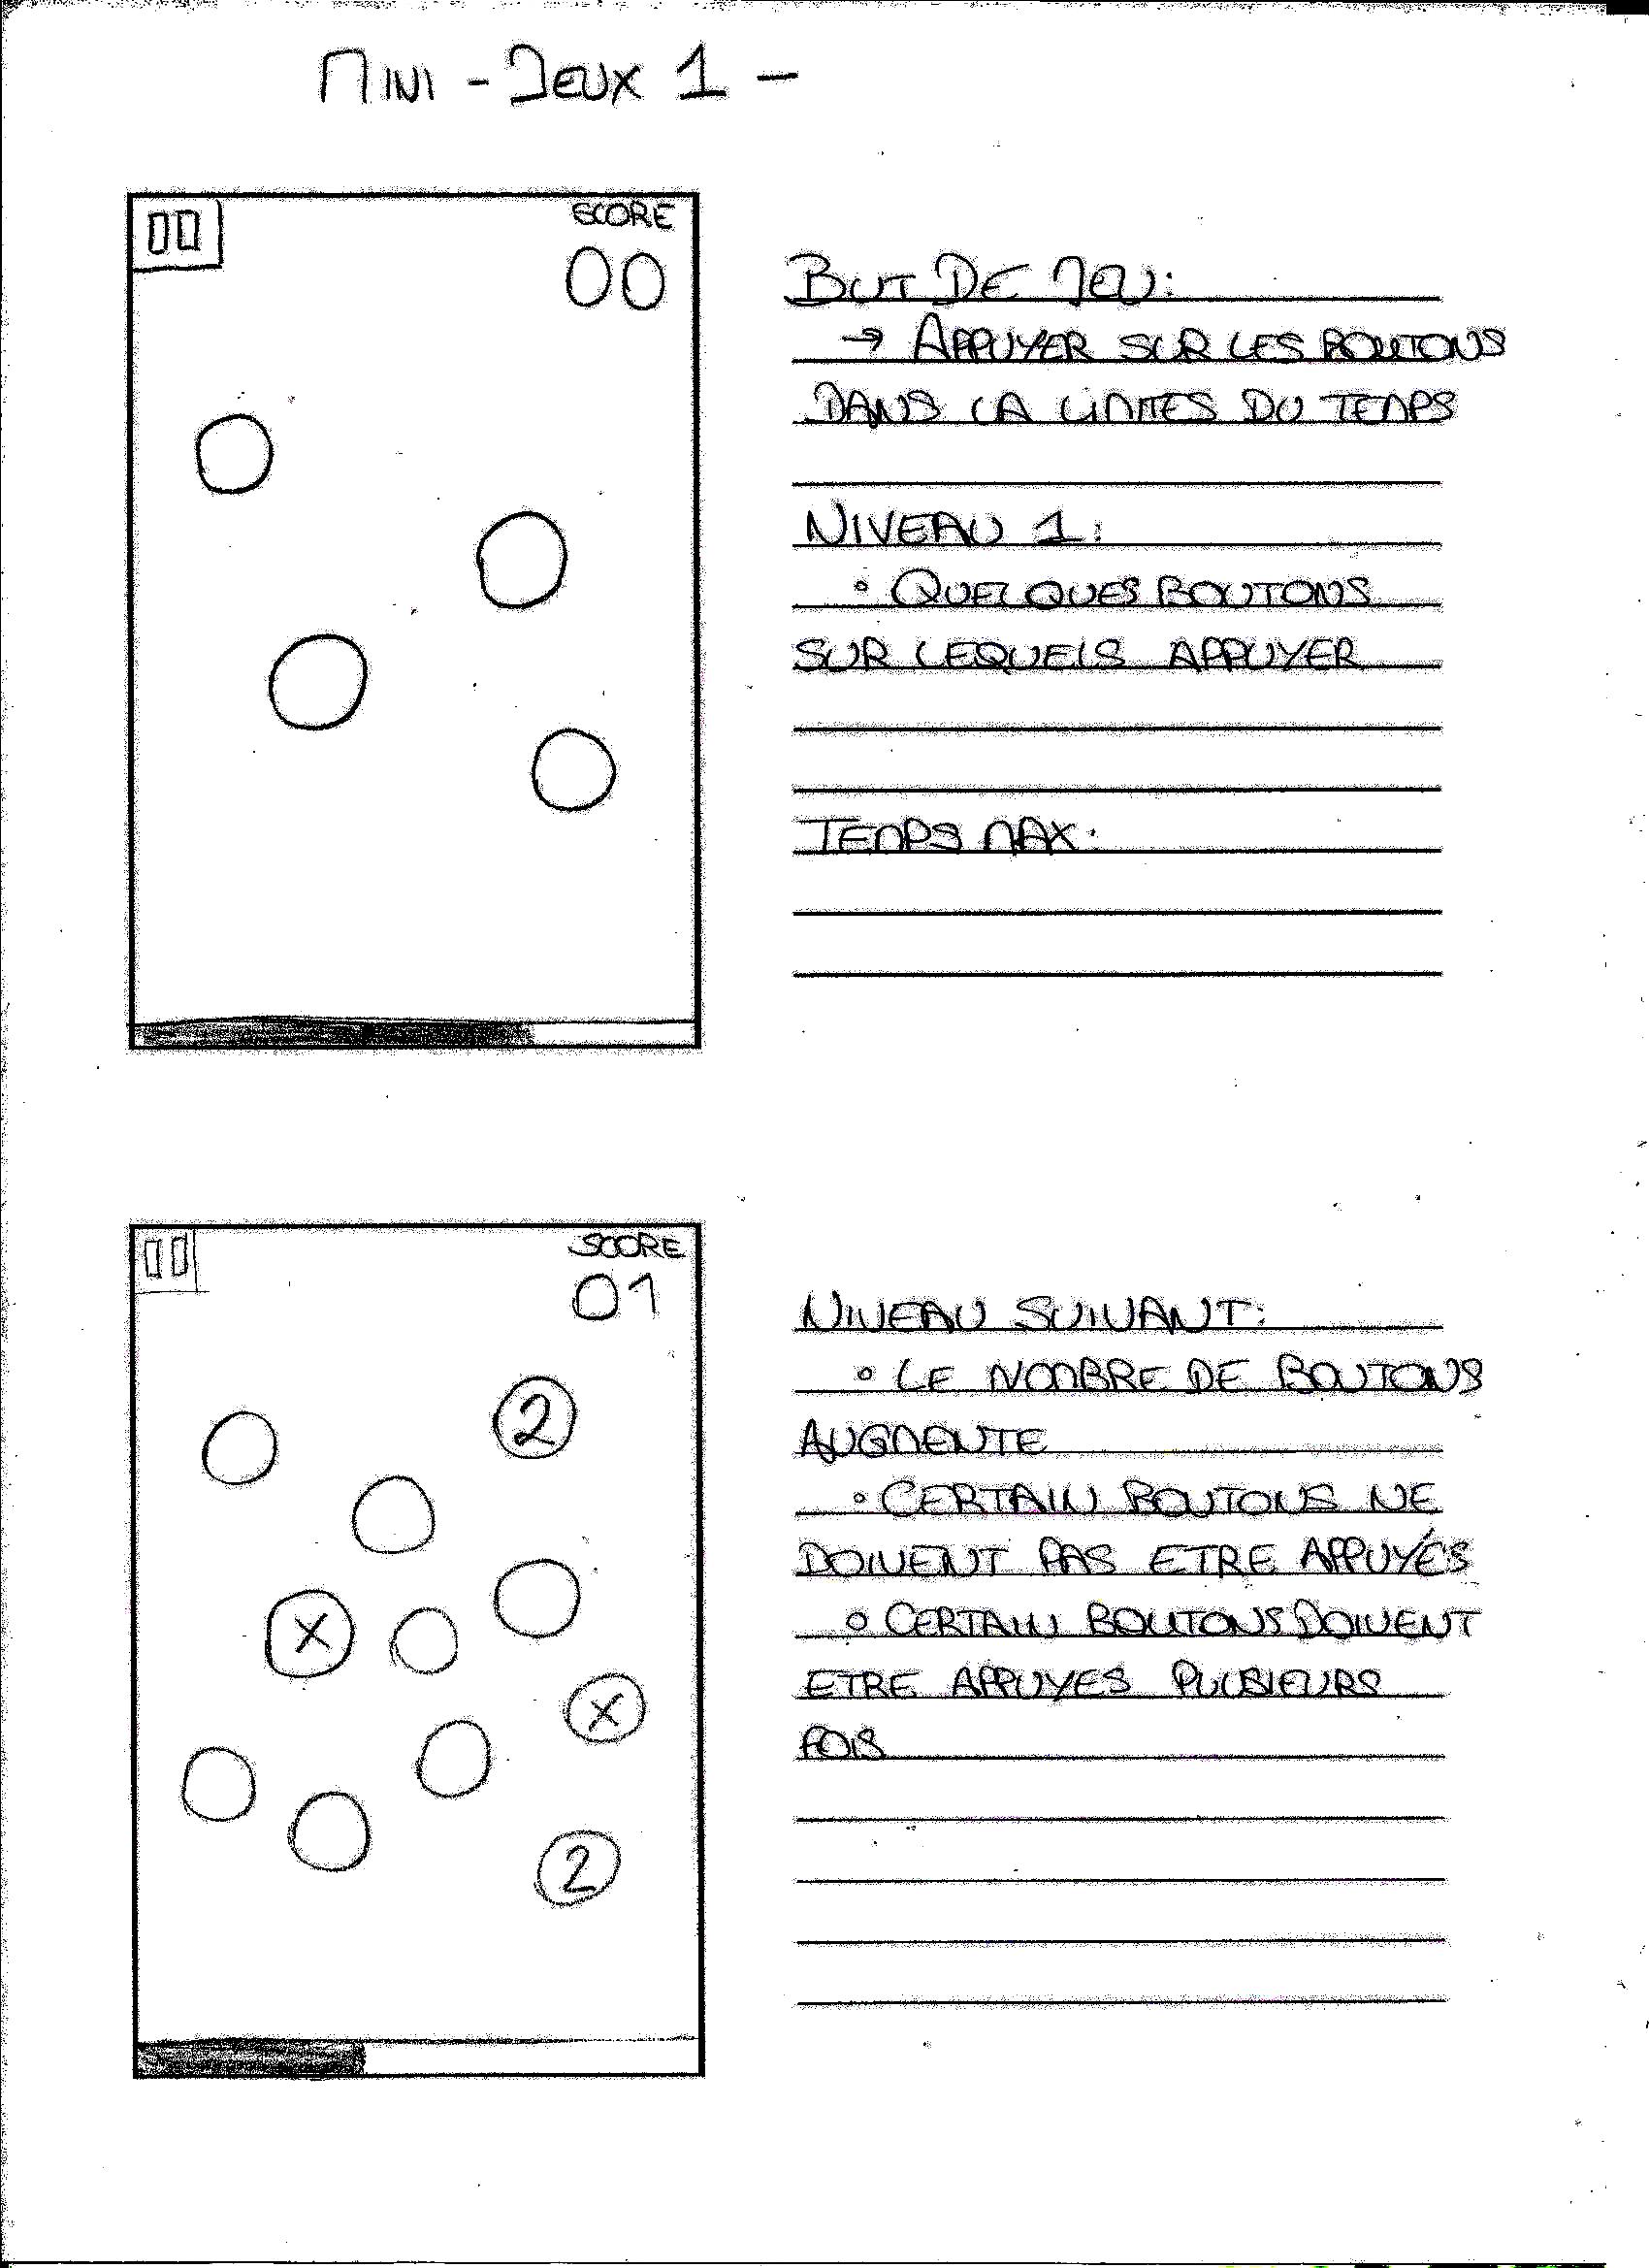 MINI - JEUX 1 -
SCORE
00
BUT DE JEU:
→ APPUYER SUR LES BOUTONS
DANS LA LIMITES DU TEMPS
NIVEAU 1:
• QUELQUES BOUTONS
SUR LEQUELS APPUYER
TEMPS MAX:
SCORE
01
2
X
X
2
NIVEAU SUIVANT:
• LE NOMBRE DE BOUTONS
AUGMENTE
• CERTAIN BOUTONS NE
DOIVENT PAS ETRE APPUYÉS
• CERTAIN BOUTONS DOIVENT
ETRE APPUYES PLUSIEURS
FOIS